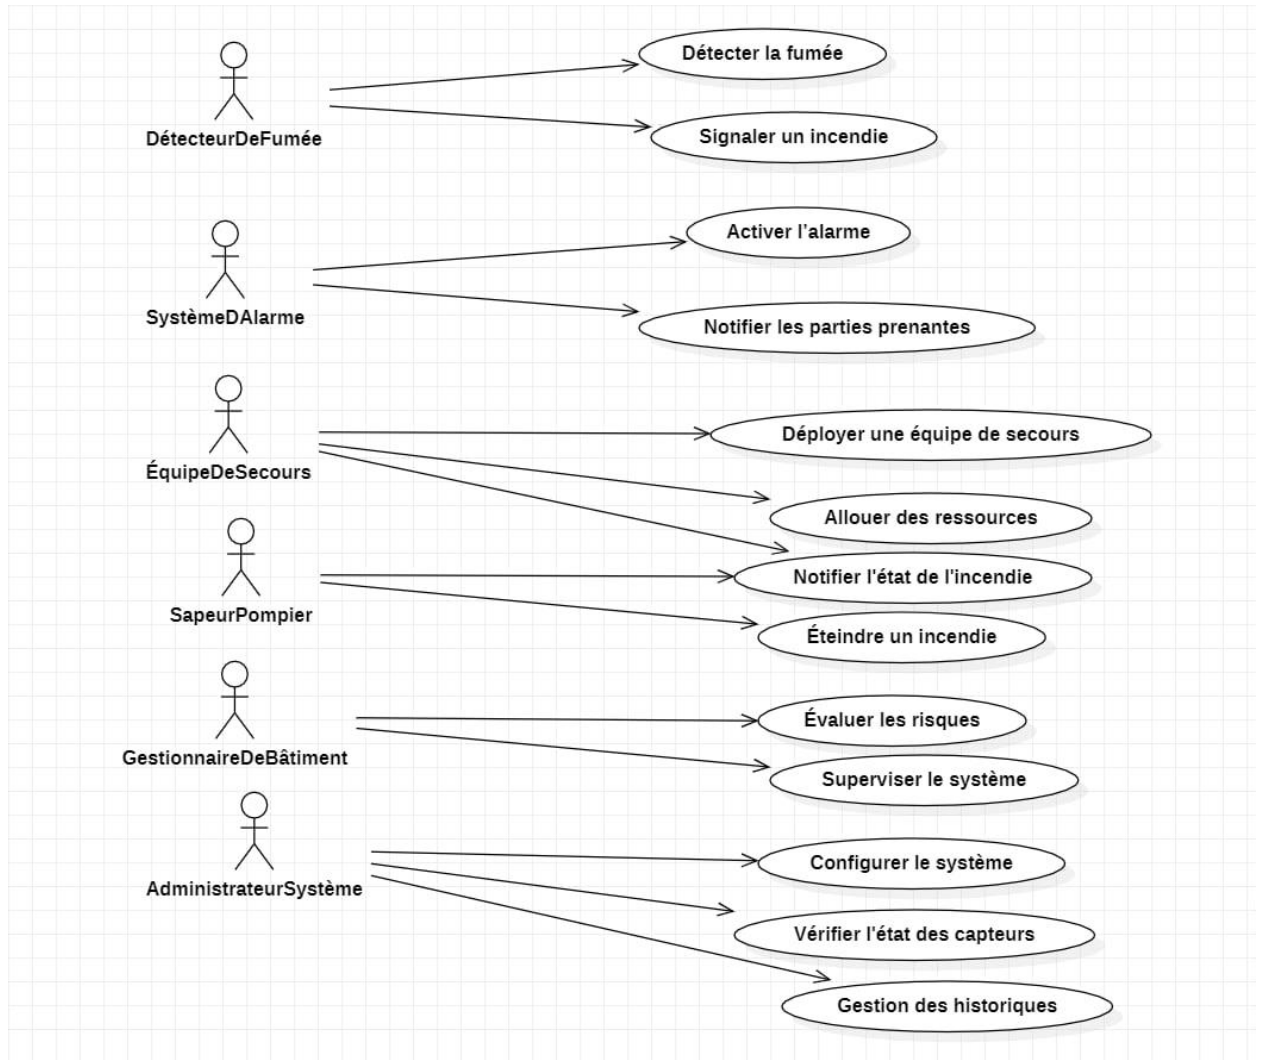 Détecter la fumée
DétecteurDeFumée
Signaler un incendie
Activer l'alarme
SystèmeDAlarme
Notifier les parties prenantes
Déployer une équipe de secours
ÉquipeDeSecours
Allouer des ressources
Notifier l'état de l'incendie
SapeurPompier
Éteindre un incendie
Évaluer les risques
GestionnaireDeBâtiment
Superviser le système
Configurer le système
AdministrateurSystème
Vérifier l'état des capteurs
Gestion des historiques